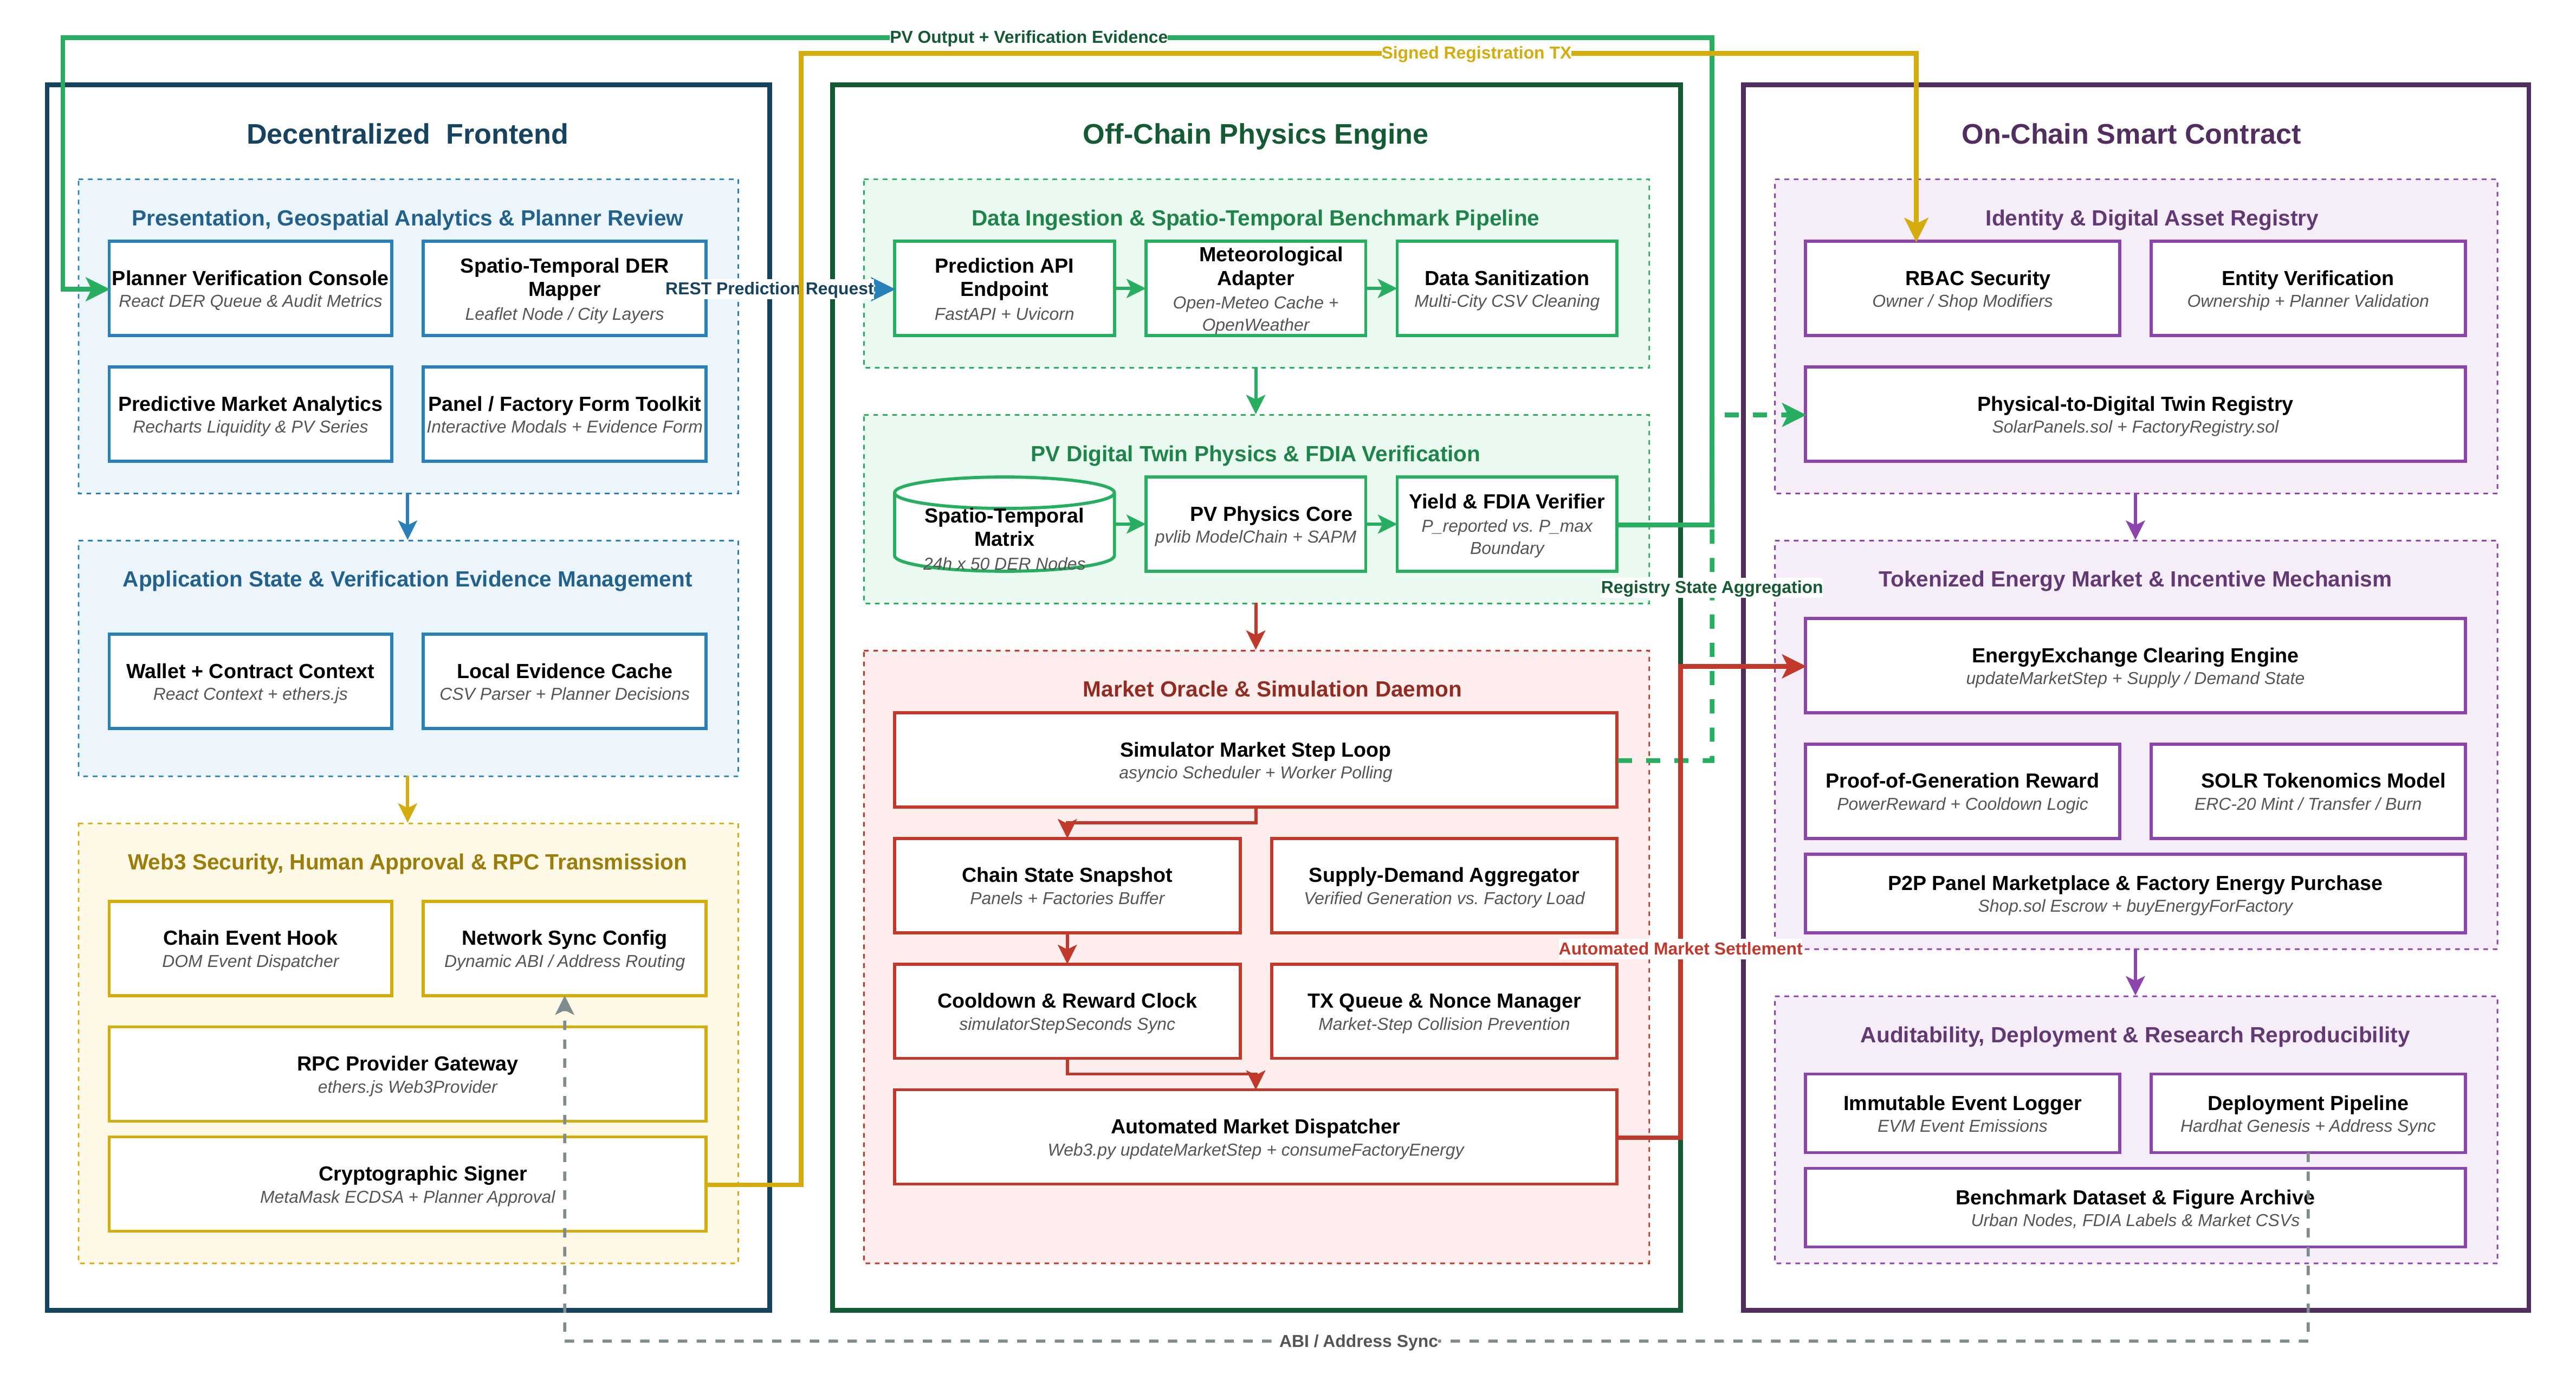 PV Output + Verification Evidence
Signed Registration TX
Decentralized  Frontend
Presentation, Geospatial Analytics & Planner Review
Planner Verification Console
React DER Queue & Audit Metrics
Spatio-Temporal DER
Mapper
Leaflet Node / City Layers
Predictive Market Analytics
Recharts Liquidity & PV Series
Panel / Factory Form Toolkit
Interactive Modals + Evidence Form
REST Prediction Request
Application State & Verification Evidence Management
Wallet + Contract Context
React Context + ethers.js
Local Evidence Cache
CSV Parser + Planner Decisions
Web3 Security, Human Approval & RPC Transmission
Chain Event Hook
DOM Event Dispatcher
Network Sync Config
Dynamic ABI / Address Routing
RPC Provider Gateway
ethers.js Web3Provider
Cryptographic Signer
MetaMask ECDSA + Planner Approval
Off-Chain Physics Engine
Data Ingestion & Spatio-Temporal Benchmark Pipeline
Prediction API
Endpoint
FastAPI + Uvicorn
Meteorological
Adapter
Open-Meteo Cache +
OpenWeather
Data Sanitization
Multi-City CSV Cleaning
PV Digital Twin Physics & FDIA Verification
Spatio-Temporal
Matrix
24h x 50 DER Nodes
PV Physics Core
pvlib ModelChain + SAPM
Yield & FDIA Verifier
P_reported vs. P_max
Boundary
Registry State Aggregation
Market Oracle & Simulation Daemon
Simulator Market Step Loop
asyncio Scheduler + Worker Polling
Chain State Snapshot
Panels + Factories Buffer
Supply-Demand Aggregator
Verified Generation vs. Factory Load
Automated Market Settlement
Cooldown & Reward Clock
simulatorStepSeconds Sync
TX Queue & Nonce Manager
Market-Step Collision Prevention
Automated Market Dispatcher
Web3.py updateMarketStep + consumeFactoryEnergy
On-Chain Smart Contract
Identity & Digital Asset Registry
RBAC Security
Owner / Shop Modifiers
Entity Verification
Ownership + Planner Validation
Physical-to-Digital Twin Registry
SolarPanels.sol + FactoryRegistry.sol
Tokenized Energy Market & Incentive Mechanism
EnergyExchange Clearing Engine
updateMarketStep + Supply / Demand State
Proof-of-Generation Reward
PowerReward + Cooldown Logic
SOLR Tokenomics Model
ERC-20 Mint / Transfer / Burn
P2P Panel Marketplace & Factory Energy Purchase
Shop.sol Escrow + buyEnergyForFactory
Auditability, Deployment & Research Reproducibility
Immutable Event Logger
EVM Event Emissions
Deployment Pipeline
Hardhat Genesis + Address Sync
Benchmark Dataset & Figure Archive
Urban Nodes, FDIA Labels & Market CSVs
ABI / Address Sync